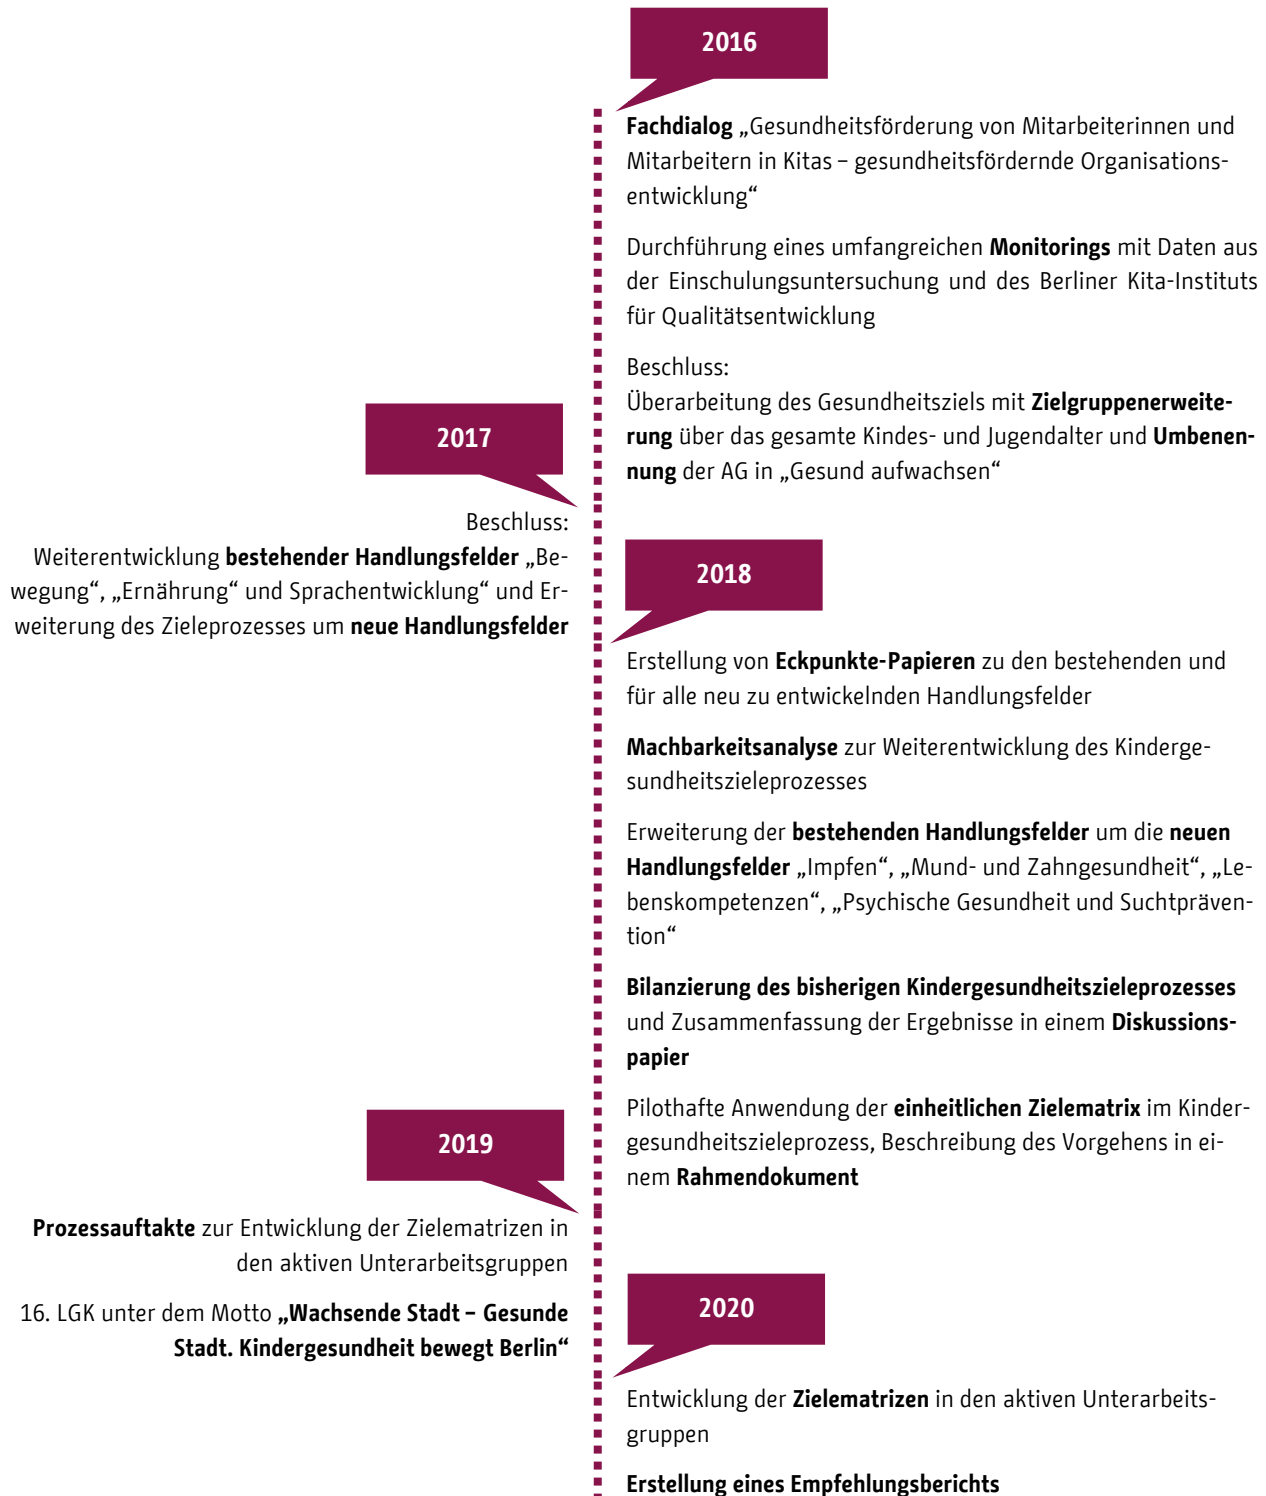 2016
Fachdialog „Gesundheitsförderung von Mitarbeiterinnen und
Mitarbeitern in Kitas – gesundheitsfördernde Organisations-
entwicklung“
Durchführung eines umfangreichen Monitorings mit Daten aus
der Einschulungsuntersuchung und des Berliner Kita-Instituts
für Qualitätsentwicklung
Beschluss:
Überarbeitung des Gesundheitsziels mit Zielgruppenerweite-
rung über das gesamte Kindes- und Jugendalter und Umbenen-
nung der AG in „Gesund aufwachsen“
2017
Beschluss:
Weiterentwicklung bestehender Handlungsfelder „Be-
wegung“, „Ernährung“ und Sprachentwicklung“ und Er-
weiterung des Zieleprozesses um neue Handlungsfelder
2018
Erstellung von Eckpunkte-Papieren zu den bestehenden und
für alle neu zu entwickelnden Handlungsfelder
Machbarkeitsanalyse zur Weiterentwicklung des Kinderge-
sundheitszieleprozesses
Erweiterung der bestehenden Handlungsfelder um die neuen
Handlungsfelder „Impfen“, „Mund- und Zahngesundheit“, „Le-
benskompetenzen“, „Psychische Gesundheit und Suchtpräven-
tion“
Bilanzierung des bisherigen Kindergesundheitszieleprozesses
und Zusammenfassung der Ergebnisse in einem Diskussions-
papier
Pilothafte Anwendung der einheitlichen Zielematrix im Kinder-
gesundheitszieleprozess, Beschreibung des Vorgehens in ei-
nem Rahmendokument
2019
Prozessauftakte zur Entwicklung der Zielematrizen in
den aktiven Unterarbeitsgruppen
16. LGK unter dem Motto „Wachsende Stadt – Gesunde
Stadt. Kindergesundheit bewegt Berlin“
2020
Entwicklung der Zielematrizen in den aktiven Unterarbeits-
gruppen
Erstellung eines Empfehlungsberichts